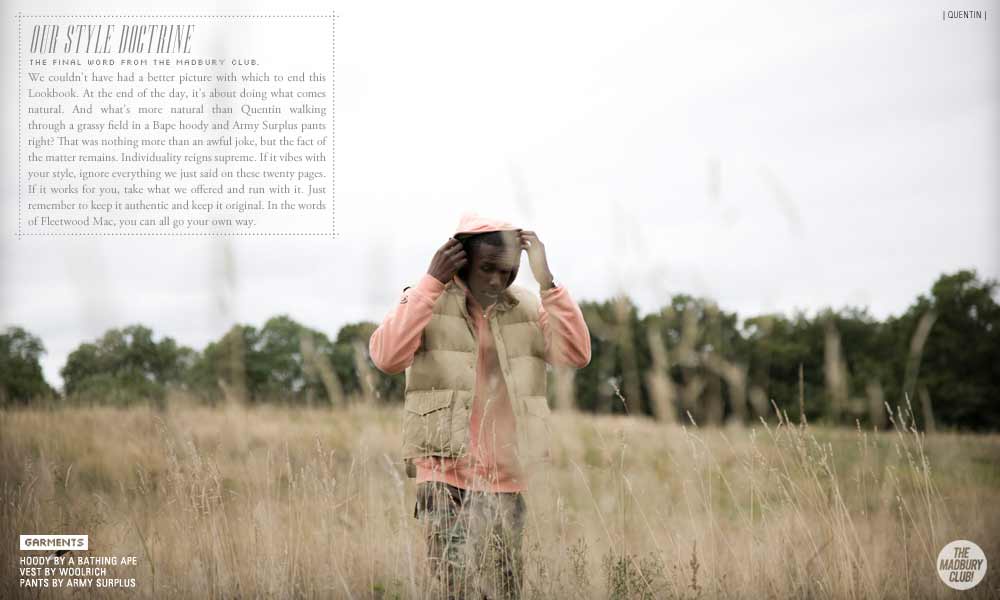 OUR STYLE DOCTRINE
THE FINAL WORD FROM THE MADBURY CLUB.
We couldn't have had a better picture with which to end this
Lookbook. At the end of the day, it's about doing what comes
natural. And what's more natural than Quentin walking
through a grassy field in a Bape hoody and Army Surplus pants
right? That was nothing more than an awful joke, but the fact of
the matter remains. Individuality reigns supreme. If it vibes with
your style, ignore everything we just said on these twenty pages.
If it works for you, take what we offered and run with it. Just
remember to keep it authentic and keep it original. In the words
of Fleetwood Mac, you can all go your own way.
| QUENTIN |
GARMENTS
HOODY BY A BATHING APE
VEST BY WOOLRICH
PANTS BY ARMY SURPLUS
THE
MADBURY
CLUB!